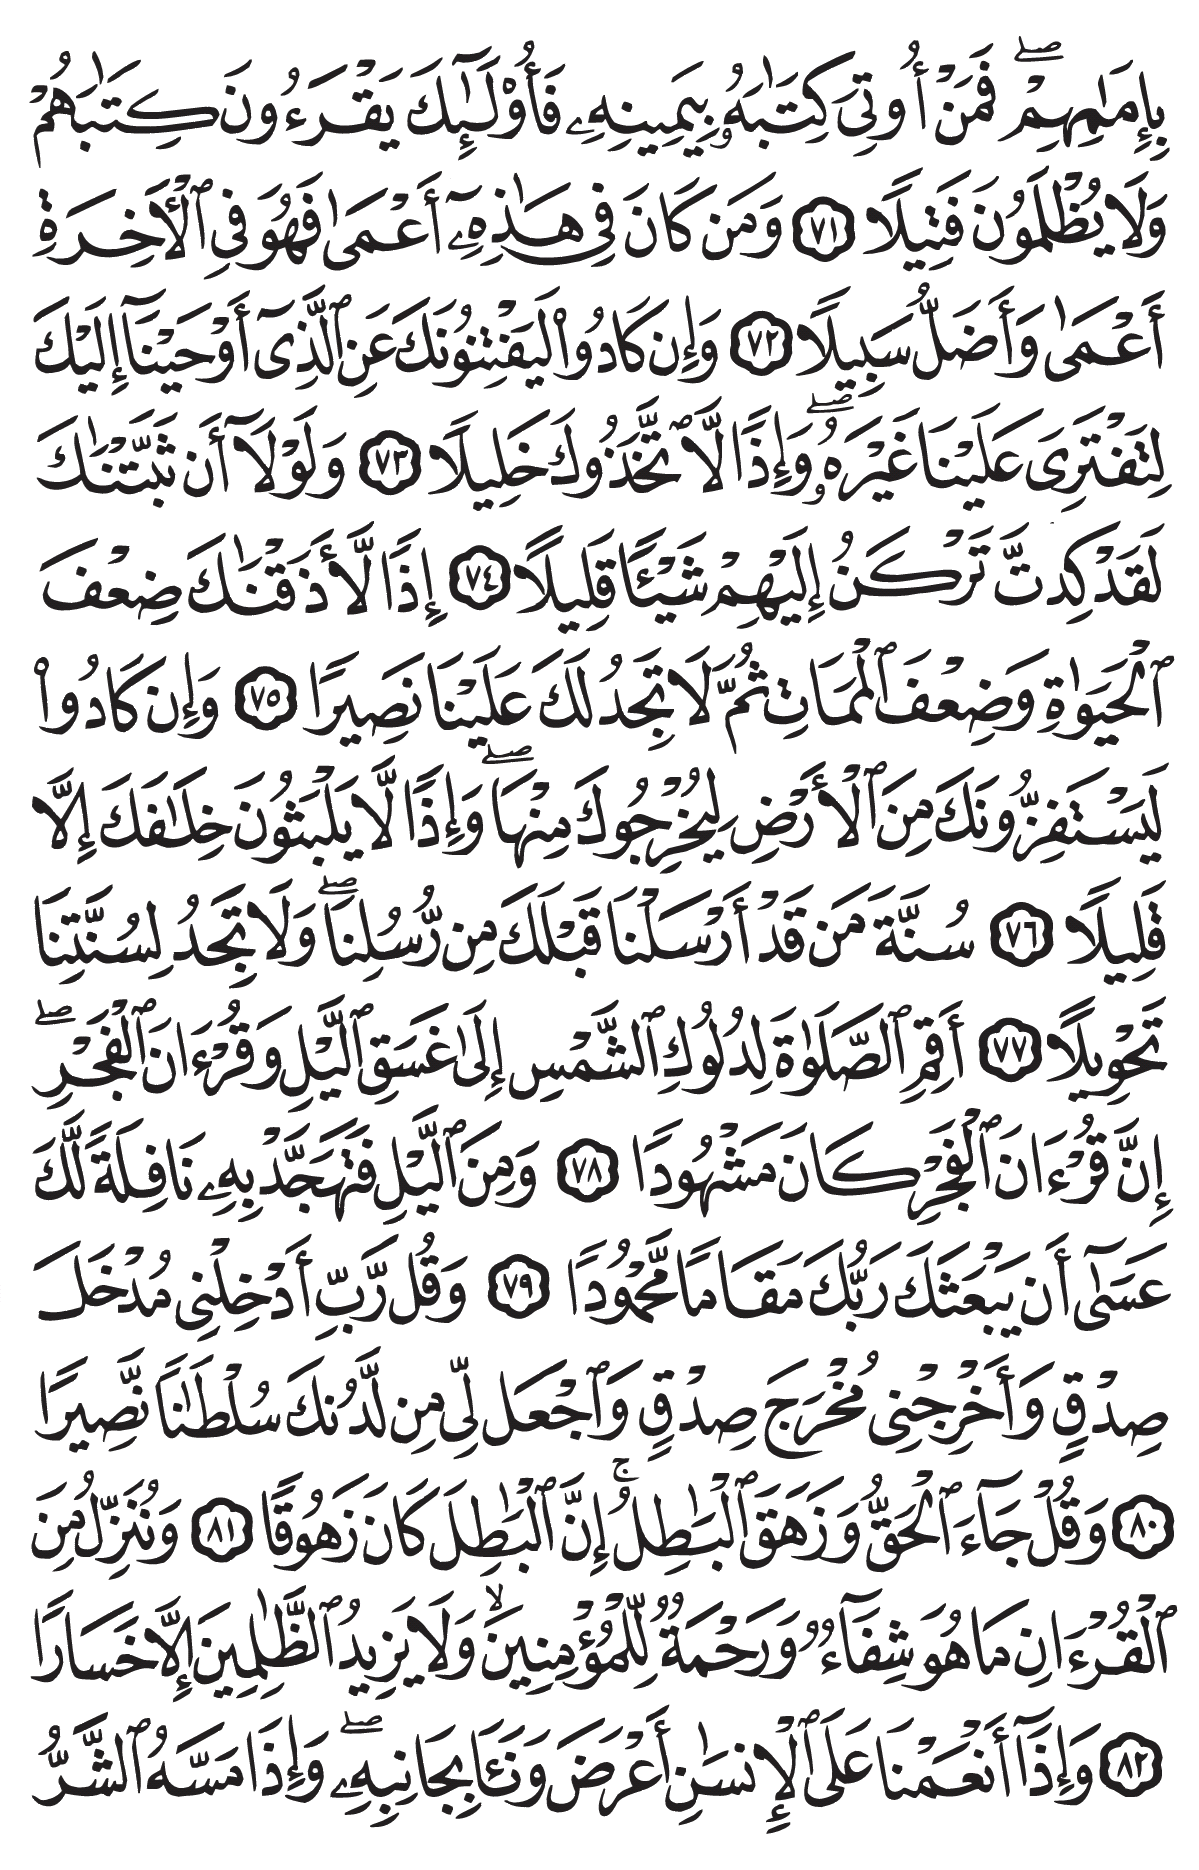 بِإِمَٰمِهِمْ ۖ فَمَنْ أُوتِىَ كِتَٰبَهُۥ بِيَمِينِهِۦ فَأُو۟لَٰٓئِكَ يَقْرَءُونَ كِتَٰبَهُمْ
وَلَا يُظْلَمُونَ فَتِيلًا ٧١ وَمَن كَانَ فِى هَٰذِهِۦٓ أَعْمَىٰ فَهُوَ فِى ٱلْـَٔاخِرَةِ
أَعْمَىٰ وَأَضَلُّ سَبِيلًا ٧٢ وَإِن كَادُوا۟ لَيَفْتِنُونَكَ عَنِ ٱلَّذِىٓ أَوْحَيْنَآ إِلَيْكَ
لِتَفْتَرِىَ عَلَيْنَا غَيْرَهُۥ ۖ وَإِذًا لَّٱتَّخَذُوكَ خَلِيلًا ٧٣ وَلَوْلَآ أَن ثَبَّتْنَٰكَ
لَقَدْ كِدتَّ تَرْكَنُ إِلَيْهِمْ شَيْـًٔا قَلِيلًا ٧٤ إِذًا لَّأَذَقْنَٰكَ ضِعْفَ
ٱلْحَيَوٰةِ وَضِعْفَ ٱلْمَمَاتِ ثُمَّ لَا تَجِدُ لَكَ عَلَيْنَا نَصِيرًا ٧٥ وَإِن كَادُوا۟
لَيَسْتَفِزُّونَكَ مِنَ ٱلْأَرْضِ لِيُخْرِجُوكَ مِنْهَا ۖ وَإِذًا لَّا يَلْبَثُونَ خِلَٰفَكَ إِلَّا
قَلِيلًا ٧٦ سُنَّةَ مَن قَدْ أَرْسَلْنَا قَبْلَكَ مِن رُّسُلِنَا ۖ وَلَا تَجِدُ لِسُنَّتِنَا
تَحْوِيلًا ٧٧ أَقِمِ ٱلصَّلَوٰةَ لِدُلُوكِ ٱلشَّمْسِ إِلَىٰ غَسَقِ ٱلَّيْلِ وَقُرْءَانَ ٱلْفَجْرِ ۖ
إِنَّ قُرْءَانَ ٱلْفَجْرِ كَانَ مَشْهُودًا ٧٨ وَمِنَ ٱلَّيْلِ فَتَهَجَّدْ بِهِۦ نَافِلَةً لَّكَ
عَسَىٰٓ أَن يَبْعَثَكَ رَبُّكَ مَقَامًا مَّحْمُودًا ٧٩ وَقُل رَّبِّ أَدْخِلْنِى مُدْخَلَ
صِدْقٍ وَأَخْرِجْنِى مُخْرَجَ صِدْقٍ وَٱجْعَل لِّى مِن لَّدُنكَ سُلْطَٰنًا نَّصِيرًا
٨٠ وَقُلْ جَآءَ ٱلْحَقُّ وَزَهَقَ ٱلْبَٰطِلُ ۚ إِنَّ ٱلْبَٰطِلَ كَانَ زَهُوقًا ٨١ وَنُنَزِّلُ مِنَ
ٱلْقُرْءَانِ مَا هُوَ شِفَآءٌ وَرَحْمَةٌ لِّلْمُؤْمِنِينَ ۙ وَلَا يَزِيدُ ٱلظَّٰلِمِينَ إِلَّا خَسَارًا
٨٢ وَإِذَآ أَنْعَمْنَا عَلَى ٱلْإِنسَٰنِ أَعْرَضَ وَنَـَٔا بِجَانِبِهِۦ ۖ وَإِذَا مَسَّهُ ٱلشَّرُّ